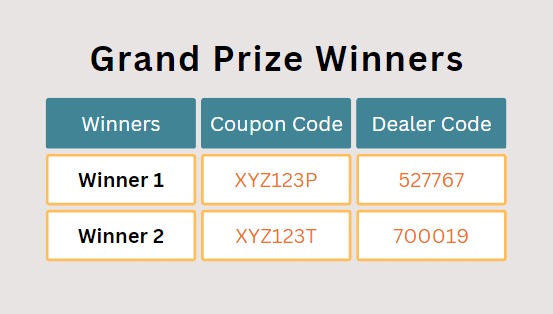 Grand Prize Winners
Winners Coupon Code Dealer Code
Winner 1 XYZ123P 527767
Winner 2 XYZ123T 700019